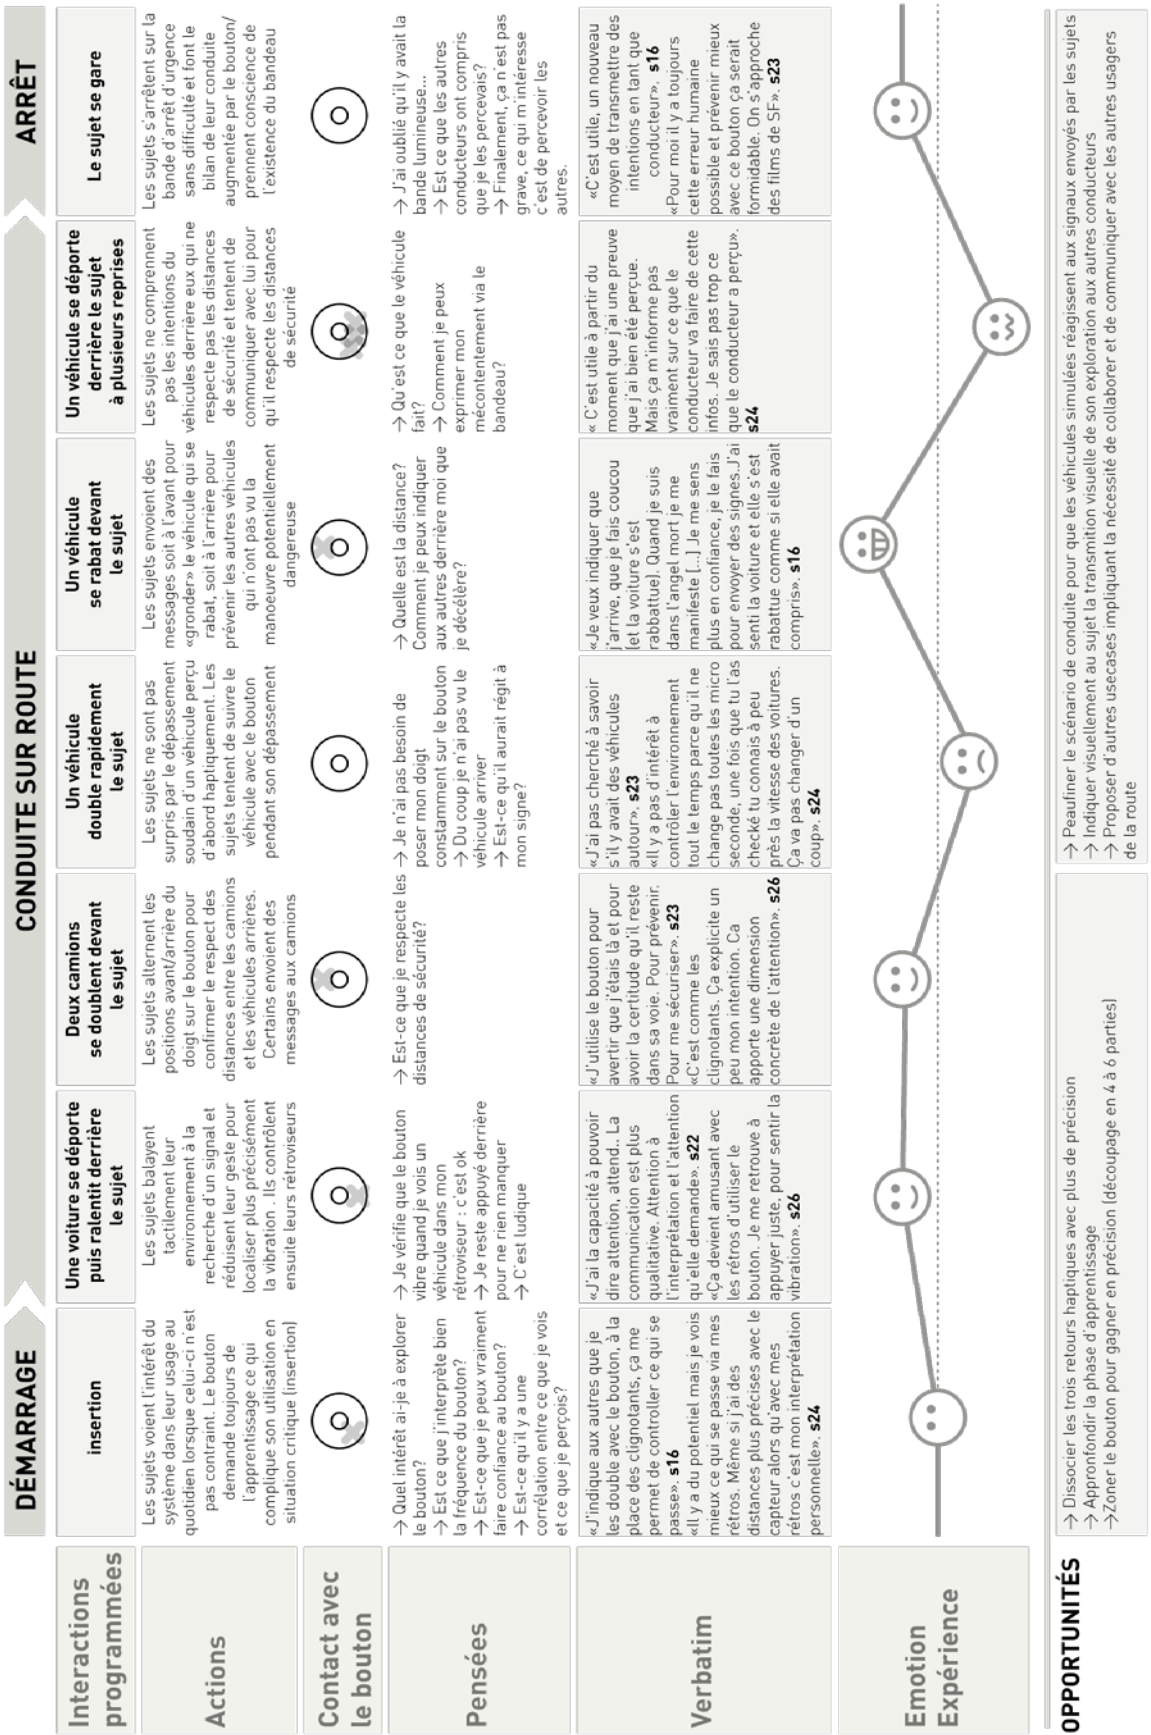 DÉMARRAGE
CONDUITE SUR ROUTE
ARRÊT
Interactions
programmées
insertion
Une voiture se déporte
puis ralentit derrière
le sujet
Deux camions
se doublent devant
le sujet
Un véhicule
double rapidement
le sujet
Un véhicule
se rabat devant
le sujet
Un véhicule se déporte
derrière le sujet
à plusieurs reprises
Le sujet se gare
Actions
Les sujets voient l'intérêt du
système dans leur usage au
quotidien lorsque celui-ci n'est
pas contraint. Le bouton
demande toujours de
l'apprentissage ce qui
complique son utilisation en
situation critique (insertion)
Les sujets balayent
tactilement leur
environnement à la
recherche d'un signal et
réduisent leur geste pour
localiser plus précisément
la vibration . Ils contrôlent
ensuite leurs rétroviseurs
Les sujets alternent les
positions avant/arrière du
doigt sur le bouton pour
confirmer le respect des
distances entre les camions
et les véhicules arrières.
Certains envoient des
messages aux camions
Les sujets ne sont pas
surpris par le dépassement
soudain d'un véhicule perçu
d'abord haptiquement. Les
sujets tentent de suivre le
véhicule avec le bouton
pendant son dépassement
Les sujets envoient des
messages soit à l'avant pour
«gronder» le véhicule qui se
rabat, soit à l'arrière pour
prévenir les autres véhicules
qui n'ont pas vu la
manoeuvre potentiellement
dangereuse
Les sujets ne comprennent
pas les intentions du
véhicules derrière eux qui ne
respecte pas les distances
de sécurité et tentent de
communiquer avec lui pour
qu'il respecte les distances
de sécurité
Les sujets s'arrêtent sur la
bande d'arrêt d'urgence
sans difficulté et font le
bilan de leur conduite
augmentée par le bouton/
prennent conscience de
l'existence du bandeau
Contact avec
le bouton
Pensées
→ Quel intérêt ai-je à explorer
le bouton?
→ Est ce que j'interprète bien
la fréquence du bouton?
→ Est-ce que je peux vraiment
faire confiance au bouton?
→ Est-ce qu'il y a une
corrélation entre ce que je vois
et ce que je perçois?
→ Je vérifie que le bouton
vibre quand je vois un
véhicule dans mon
rétroviseur : c'est ok
→ Je reste appuyé derrière
pour ne rien manquer
→ C'est ludique
→ Est-ce que je respecte les
distances de sécurité?
→ Je n'ai pas besoin de
poser mon doigt
constamment sur le bouton
→ Du coup je n'ai pas vu le
véhicule arriver
→ Est-ce qu'il aurait régit à
mon signe?
→ Quelle est la distance?
Comment je peux indiquer
aux autres derrière moi que
je décélère?
→ Qu'est ce que le véhicule
fait?
→ Comment je peux
exprimer mon
mécontentement via le
bandeau?
→ J'ai oublié qu'il y avait la
bande lumineuse...
→ Est ce que les autres
conducteurs ont compris
que je les percevais?
→ Finalement, ça n'est pas
grave, ce qui m'intéresse
c'est de percevoir les
autres.
Verbatim
«J'indique aux autres que je
les double avec le bouton, à la
place des clignotants, ça me
permet de controller ce qui se
passe». s16
«Il y a du potentiel mais je vois
mieux ce qui se passe via mes
rétros. Même si j'ai des
distances plus précises avec le
capteur alors qu'avec mes
rétros c'est mon interprétation
personnelle». s24
«J'ai la capacité à pouvoir
dire attention, attend.. La
communication est plus
qualitative. Attention à
l'interprétation et l'attention
qu'elle demande». s22
«Ça devient amusant avec
les rétros d'utiliser le
bouton. Je me retrouve à
appuyer juste, pour sentir la
vibration». s26
«J'utilise le bouton pour
avertir que j'étais là et pour
avoir la certitude qu'il reste
dans sa voie. Pour prévenir.
Pour me sécuriser». s23
«C'est comme les
clignotants. Ça explicite un
peu mon intention. Ca
apporte une dimension
concrète de l'attention». s26
«J'ai pas cherché à savoir
s'il y avait des véhicules
autour». s23
«Il y a pas d'intérêt à
contrôler l'environnement
tout le temps parce qu'il ne
change pas toutes les micro
seconde, une fois que tu l'as
checké tu connais à peu
près la vitesse des voitures.
Ça va pas changer d'un
coup». s24
«Je veux indiquer que
j'arrive, que je fais coucou
(et la voiture s'est
rabbattue). Quand je suis
dans l'angel mort je me
manifeste [...] Je me sens
plus en confiance, je le fais
pour envoyer des signes.J'ai
senti la voiture et elle s'est
rabattue comme si elle avait
compris». s16
« C'est utile à partir du
moment que j'ai une preuve
que j'ai bien été perçue.
Mais ça m'informe pas
vraiment sur ce que le
conducteur va faire de cette
infos. Je sais pas trop ce
que le conducteur a perçu».
s24
«C'est utile, un nouveau
moyen de transmettre des
intentions en tant que
conducteur». s16
«Pour moi il y a toujours
cette erreur humaine
possible et prévenir mieux
avec ce bouton ça serait
formidable. On s'approche
des films de SF». s23
Emotion
Expérience
OPPORTUNITÉS
→ Dissocier les trois retours haptiques avec plus de précision
→ Appronfondir la phase d'apprentissage
→Zoner le bouton pour gagner en précision (découpage en 4 à 6 parties)
→ Peaufiner le scénario de conduite pour que les véhicules simulées réagissent aux signaux envoyés par les sujets
→ Indiquer visuellement au sujet la transmition visuelle de son exploration aux autres conducteurs
→ Proposer d'autres usecases impliquant la nécessité de collaborer et de communiquer avec les autres usagers
de la route